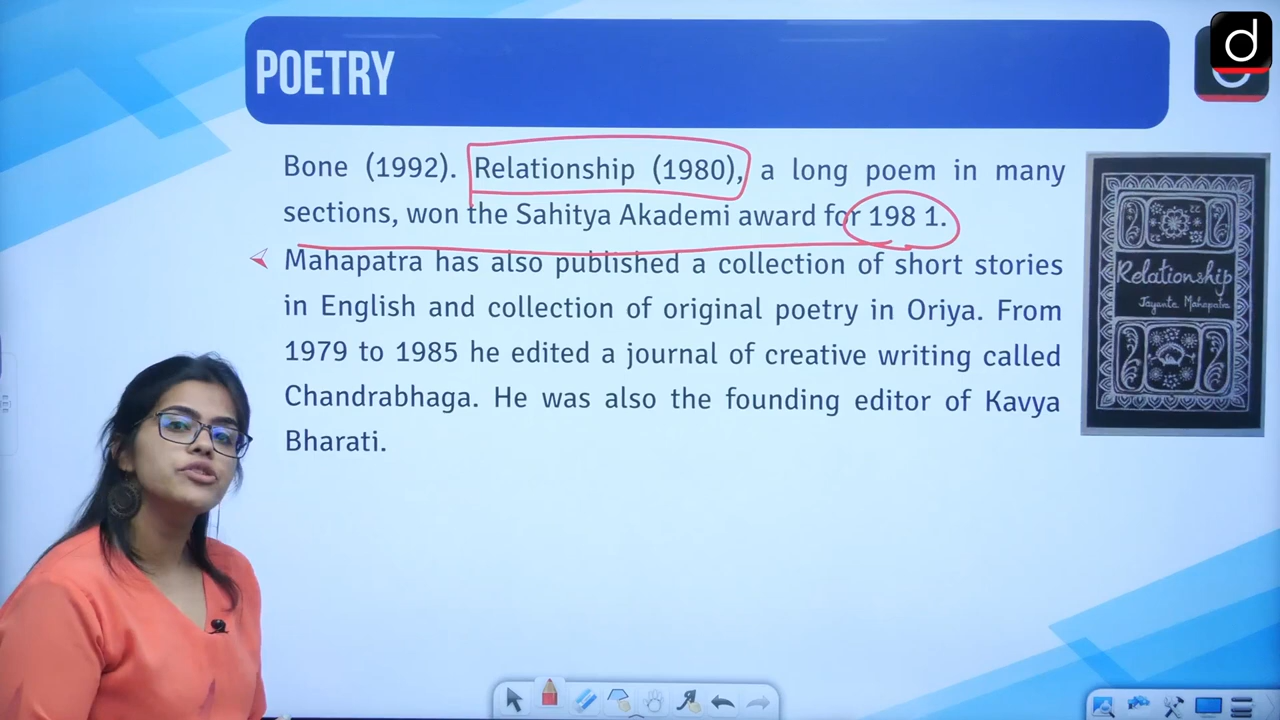 POETRY
d
Bone (1992). Relationship (1980), a long poem in many
sections, won the Sahitya Akademi award for 198 1.
Mahapatra has also published a collection of short stories
in English and collection of original poetry in Oriya. From
1979 to 1985 he edited a journal of creative writing called
Chandrabhaga. He was also the founding editor of Kavya
Bharati.
Relationship
Jayanta Mahapatra